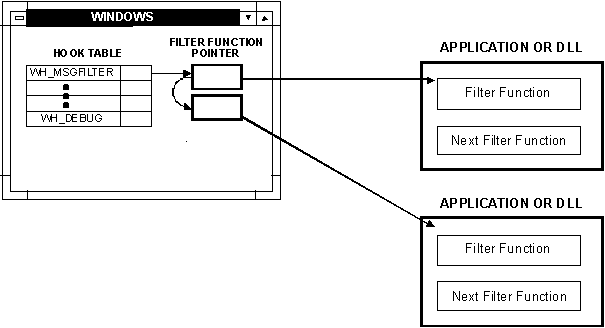 WINDOWS
HOOK TABLE
FILTER FUNCTION
POINTER
WH_MSGFILTER
WH_DEBUG
APPLICATION OR DLL
Filter Function
Next Filter Function
APPLICATION OR DLL
Filter Function
Next Filter Function